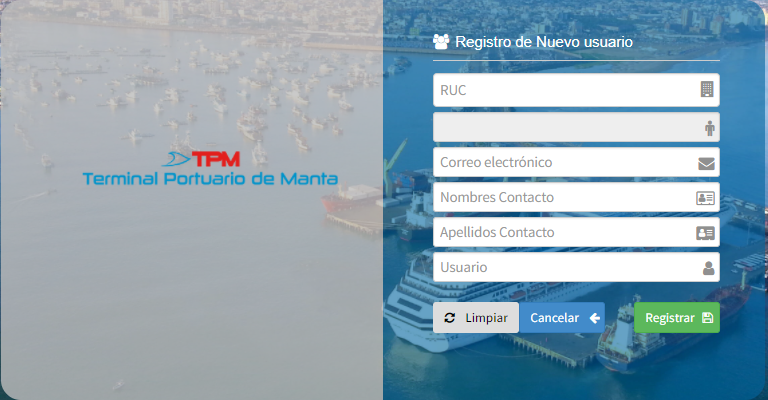 TPM
Terminal Portuario de Manta
Registro de Nuevo usuario
RUC
Correo electrónico
Nombres Contacto
Apellidos Contacto
Usuario
Limpiar
Cancelar
Registrar